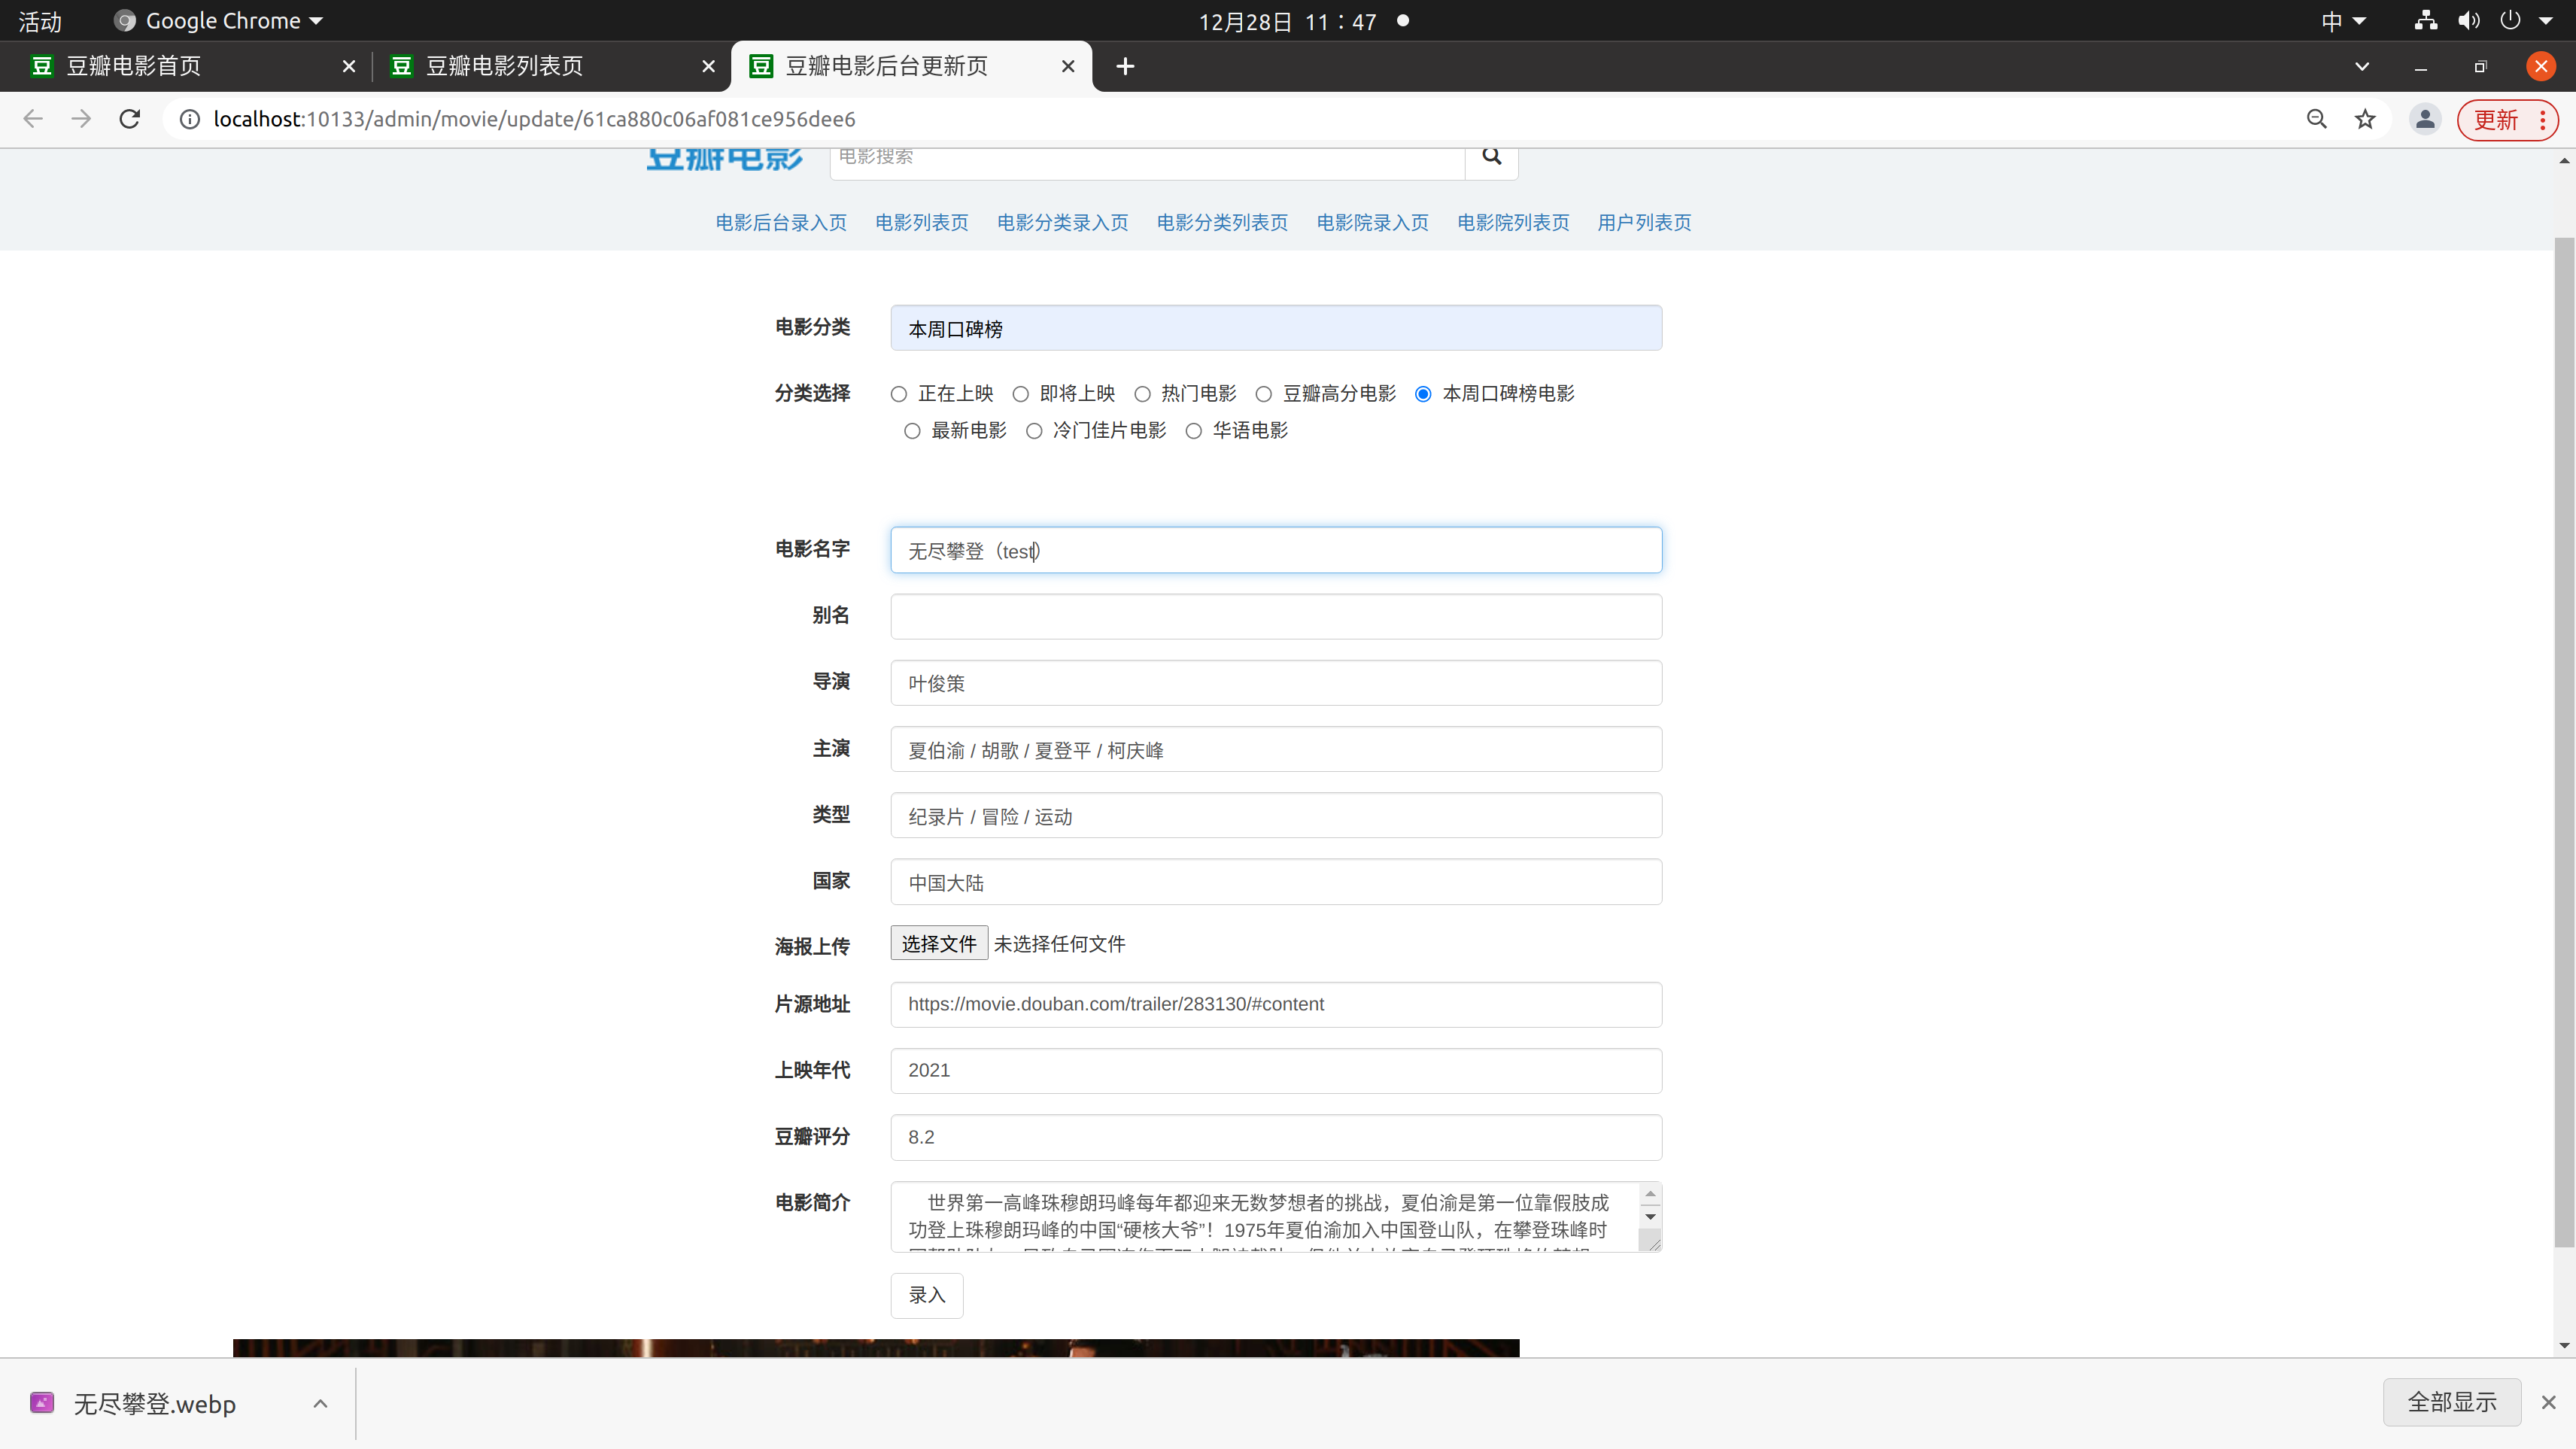 活动 Google Chrome 12月28日 11：47 中
豆瓣电影首页 豆瓣电影列表页 豆瓣电影后台更新页
localhost:10133/admin/movie/update/61ca880c06af081ce956dee6 更新
豆瓣电影 电影搜索
电影后台录入页 电影列表页 电影分类录入页 电影分类列表页 电影院录入页 电影院列表页 用户列表页
电影分类 本周口碑榜
分类选择 正在上映 即将上映 热门电影 豆瓣高分电影 本周口碑榜电影
最新电影 冷门佳片电影 华语电影
电影名字 无尽攀登（test）
别名
导演 叶俊策
主演 夏伯渝 / 胡歌 / 夏登平 / 柯庆峰
类型 纪录片 / 冒险 / 运动
国家 中国大陆
海报上传 选择文件 未选择任何文件
片源地址 https://movie.douban.com/trailer/283130/#content
上映年代 2021
豆瓣评分 8.2
电影简介 世界第一高峰珠穆朗玛峰每年都迎来无数梦想者的挑战，夏伯渝是第一位靠假肢成
功登上珠穆朗玛峰的中国“硬核大爷”！1975年夏伯渝加入中国登山队，在攀登珠峰时
录入
无尽攀登.webp 全部显示